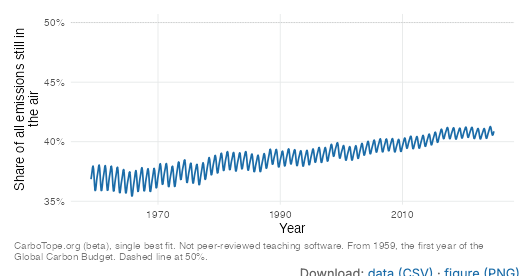 50%
45%
40%
35%
Share of all emissions still in
the air
1970
1990
2010
Year
CarboTope.org (beta), single best fit. Not peer-reviewed teaching software. From 1959, the first year of the
Global Carbon Budget. Dashed line at 50%.
Download: data (CSV) · figure (PNG)